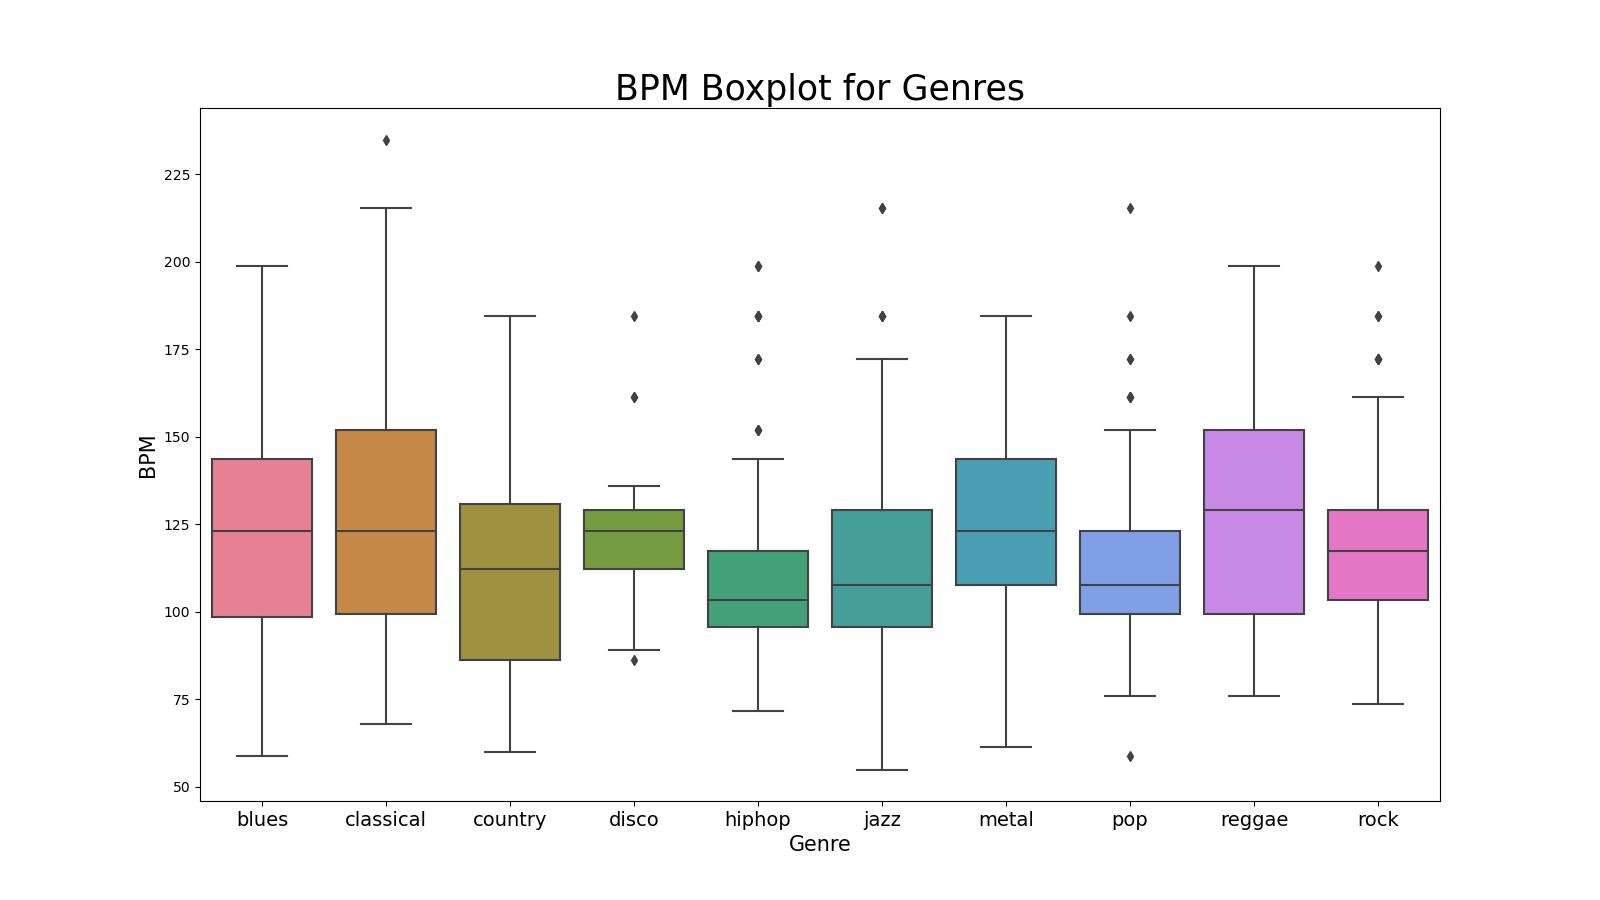 BPM Boxplot for Genres
BPM
225
200
175
150
125
100
75
50
blues classical country disco hiphop jazz metal pop reggae rock
Genre